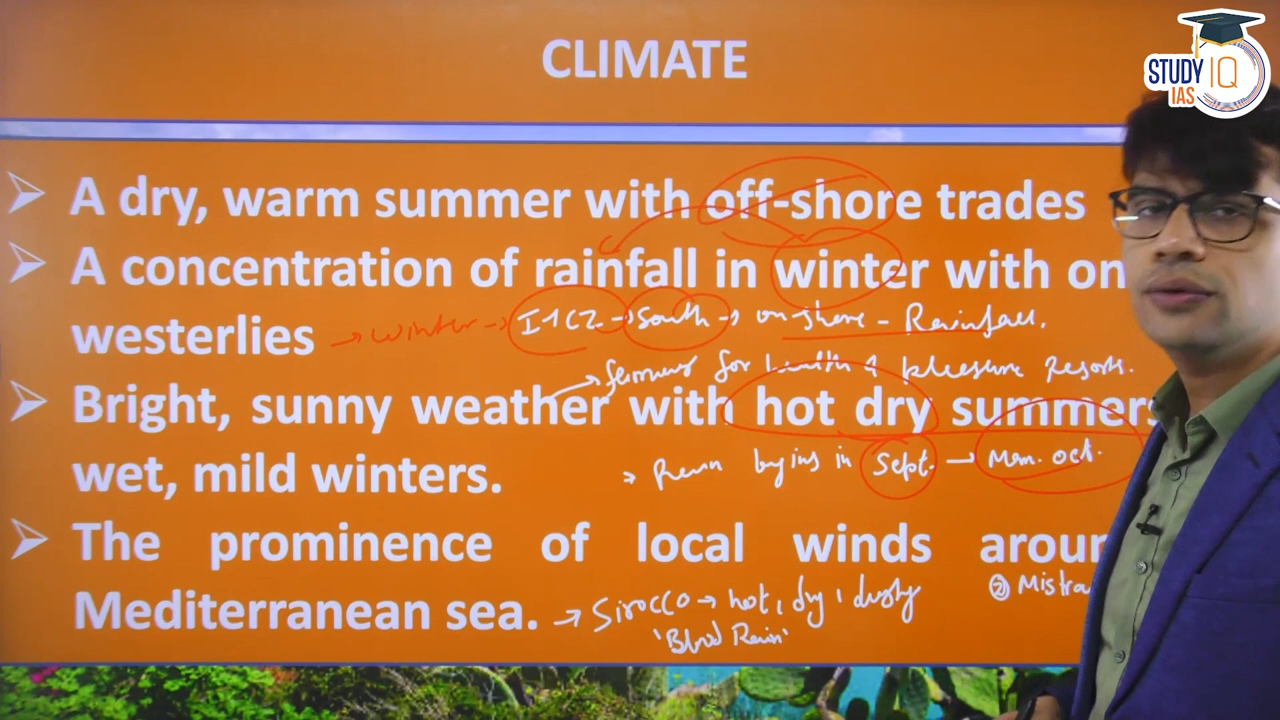 CLIMATE
STUDY IQ
IAS
A dry, warm summer with off-shore trades
A concentration of rainfall in winter with on
westerlies → winter → ITCZ → South → on-shore - Rainfall.
→ for health & pleasure resorts.
Bright, sunny weather with hot dry summers
wet, mild winters.
→ Rain begins in Sept. → Mem. oct.
The prominence of local winds aroun
Mediterranean sea. → Sirocco → hot, dry, dusty
② Mistra
'Blood Rain'